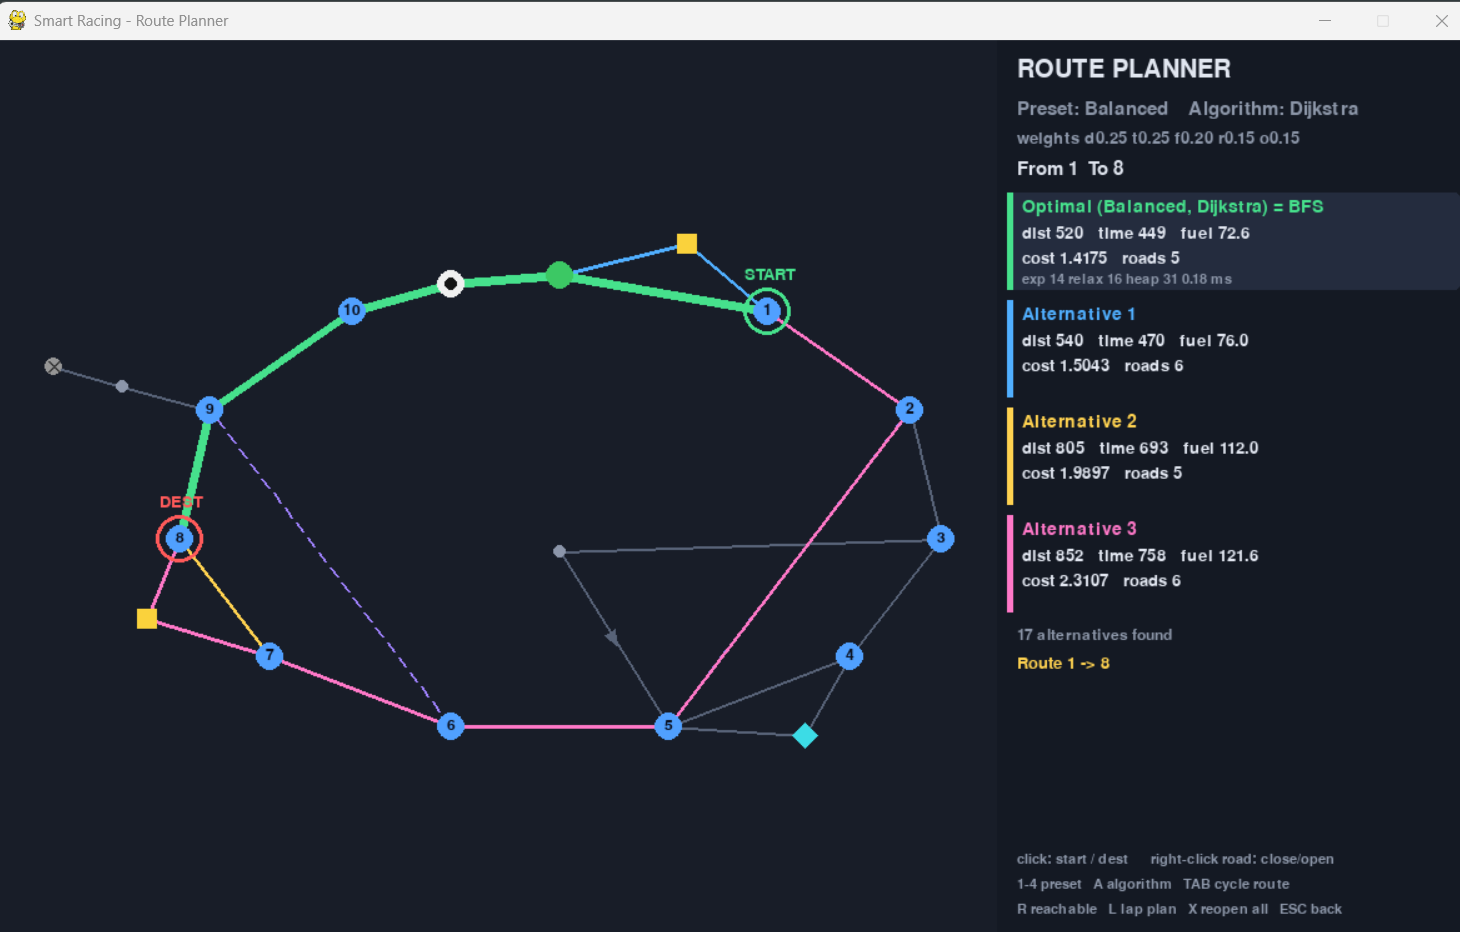 Smart Racing - Route Planner
ROUTE PLANNER
Preset: Balanced Algorithm: Dijkstra
weights d0.25 t0.25 f0.20 r0.15 o0.15
From 1 To 8
Optimal (Balanced, Dijkstra) = BFS
dist 520 time 449 fuel 72.6
cost 1.4175 roads 5
exp 14 relax 16 heap 31 0.18 ms
Alternative 1
dist 540 time 470 fuel 76.0
cost 1.5043 roads 6
Alternative 2
dist 805 time 693 fuel 112.0
cost 1.9897 roads 5
Alternative 3
dist 852 time 758 fuel 121.6
cost 2.3107 roads 6
17 alternatives found
Route 1 -> 8
click: start / dest right-click road: close/open
1-4 preset A algorithm TAB cycle route
R reachable L lap plan X reopen all ESC back
START
1
10
9
2
DEST
8
3
7
4
6
5